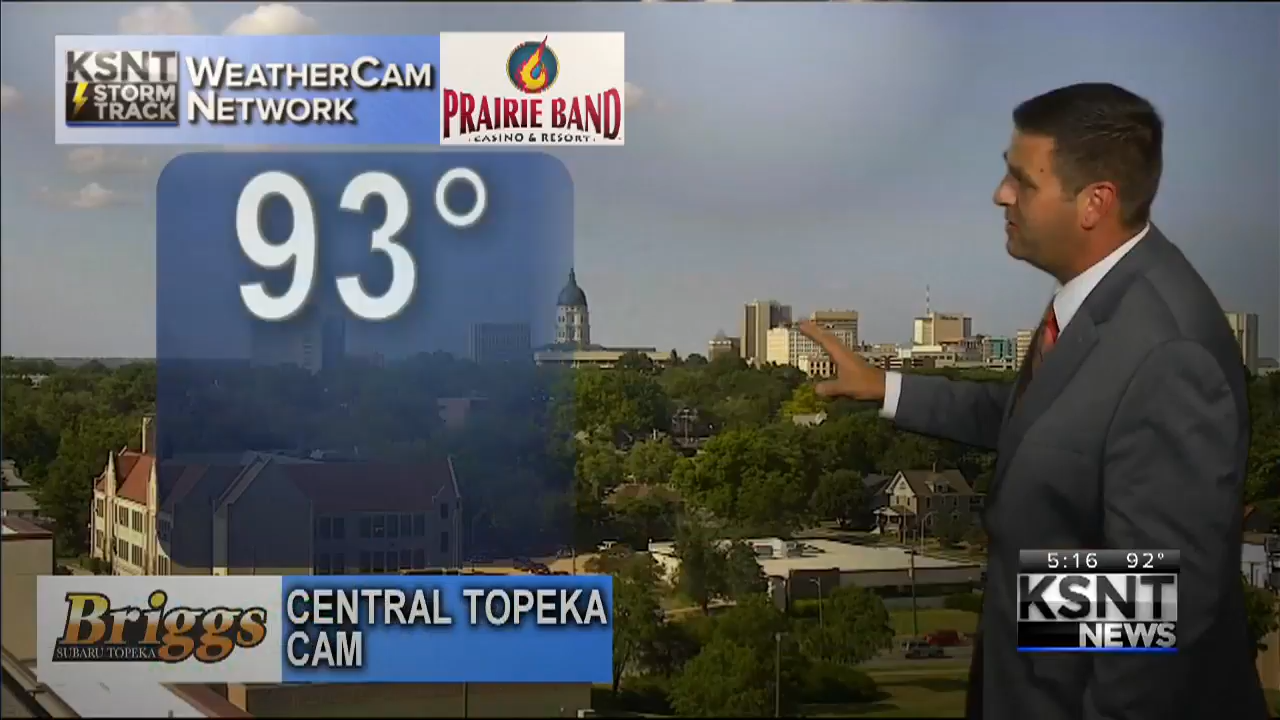 KSNT
STORM
TRACK
WEATHERCAM
NETWORK
PRAIRIE BAND
· CASINO & RESORT ·
93°
Briggs
SUBARU TOPEKA
CENTRAL TOPEKA
CAM
5:16 92°
KSNT
NEWS